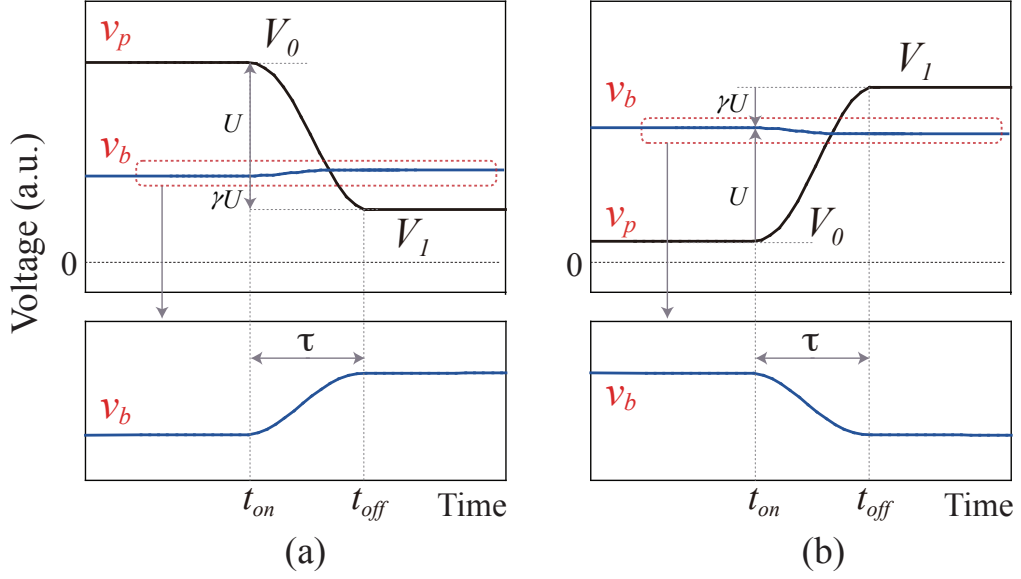 Voltage (a.u.)
v_p
V_0
U
v_b
γU
V_1
0
τ
v_b
t_on
t_off
Time
(a)
V_1
γU
v_b
U
v_p
V_0
0
τ
v_b
t_on
t_off
Time
(b)